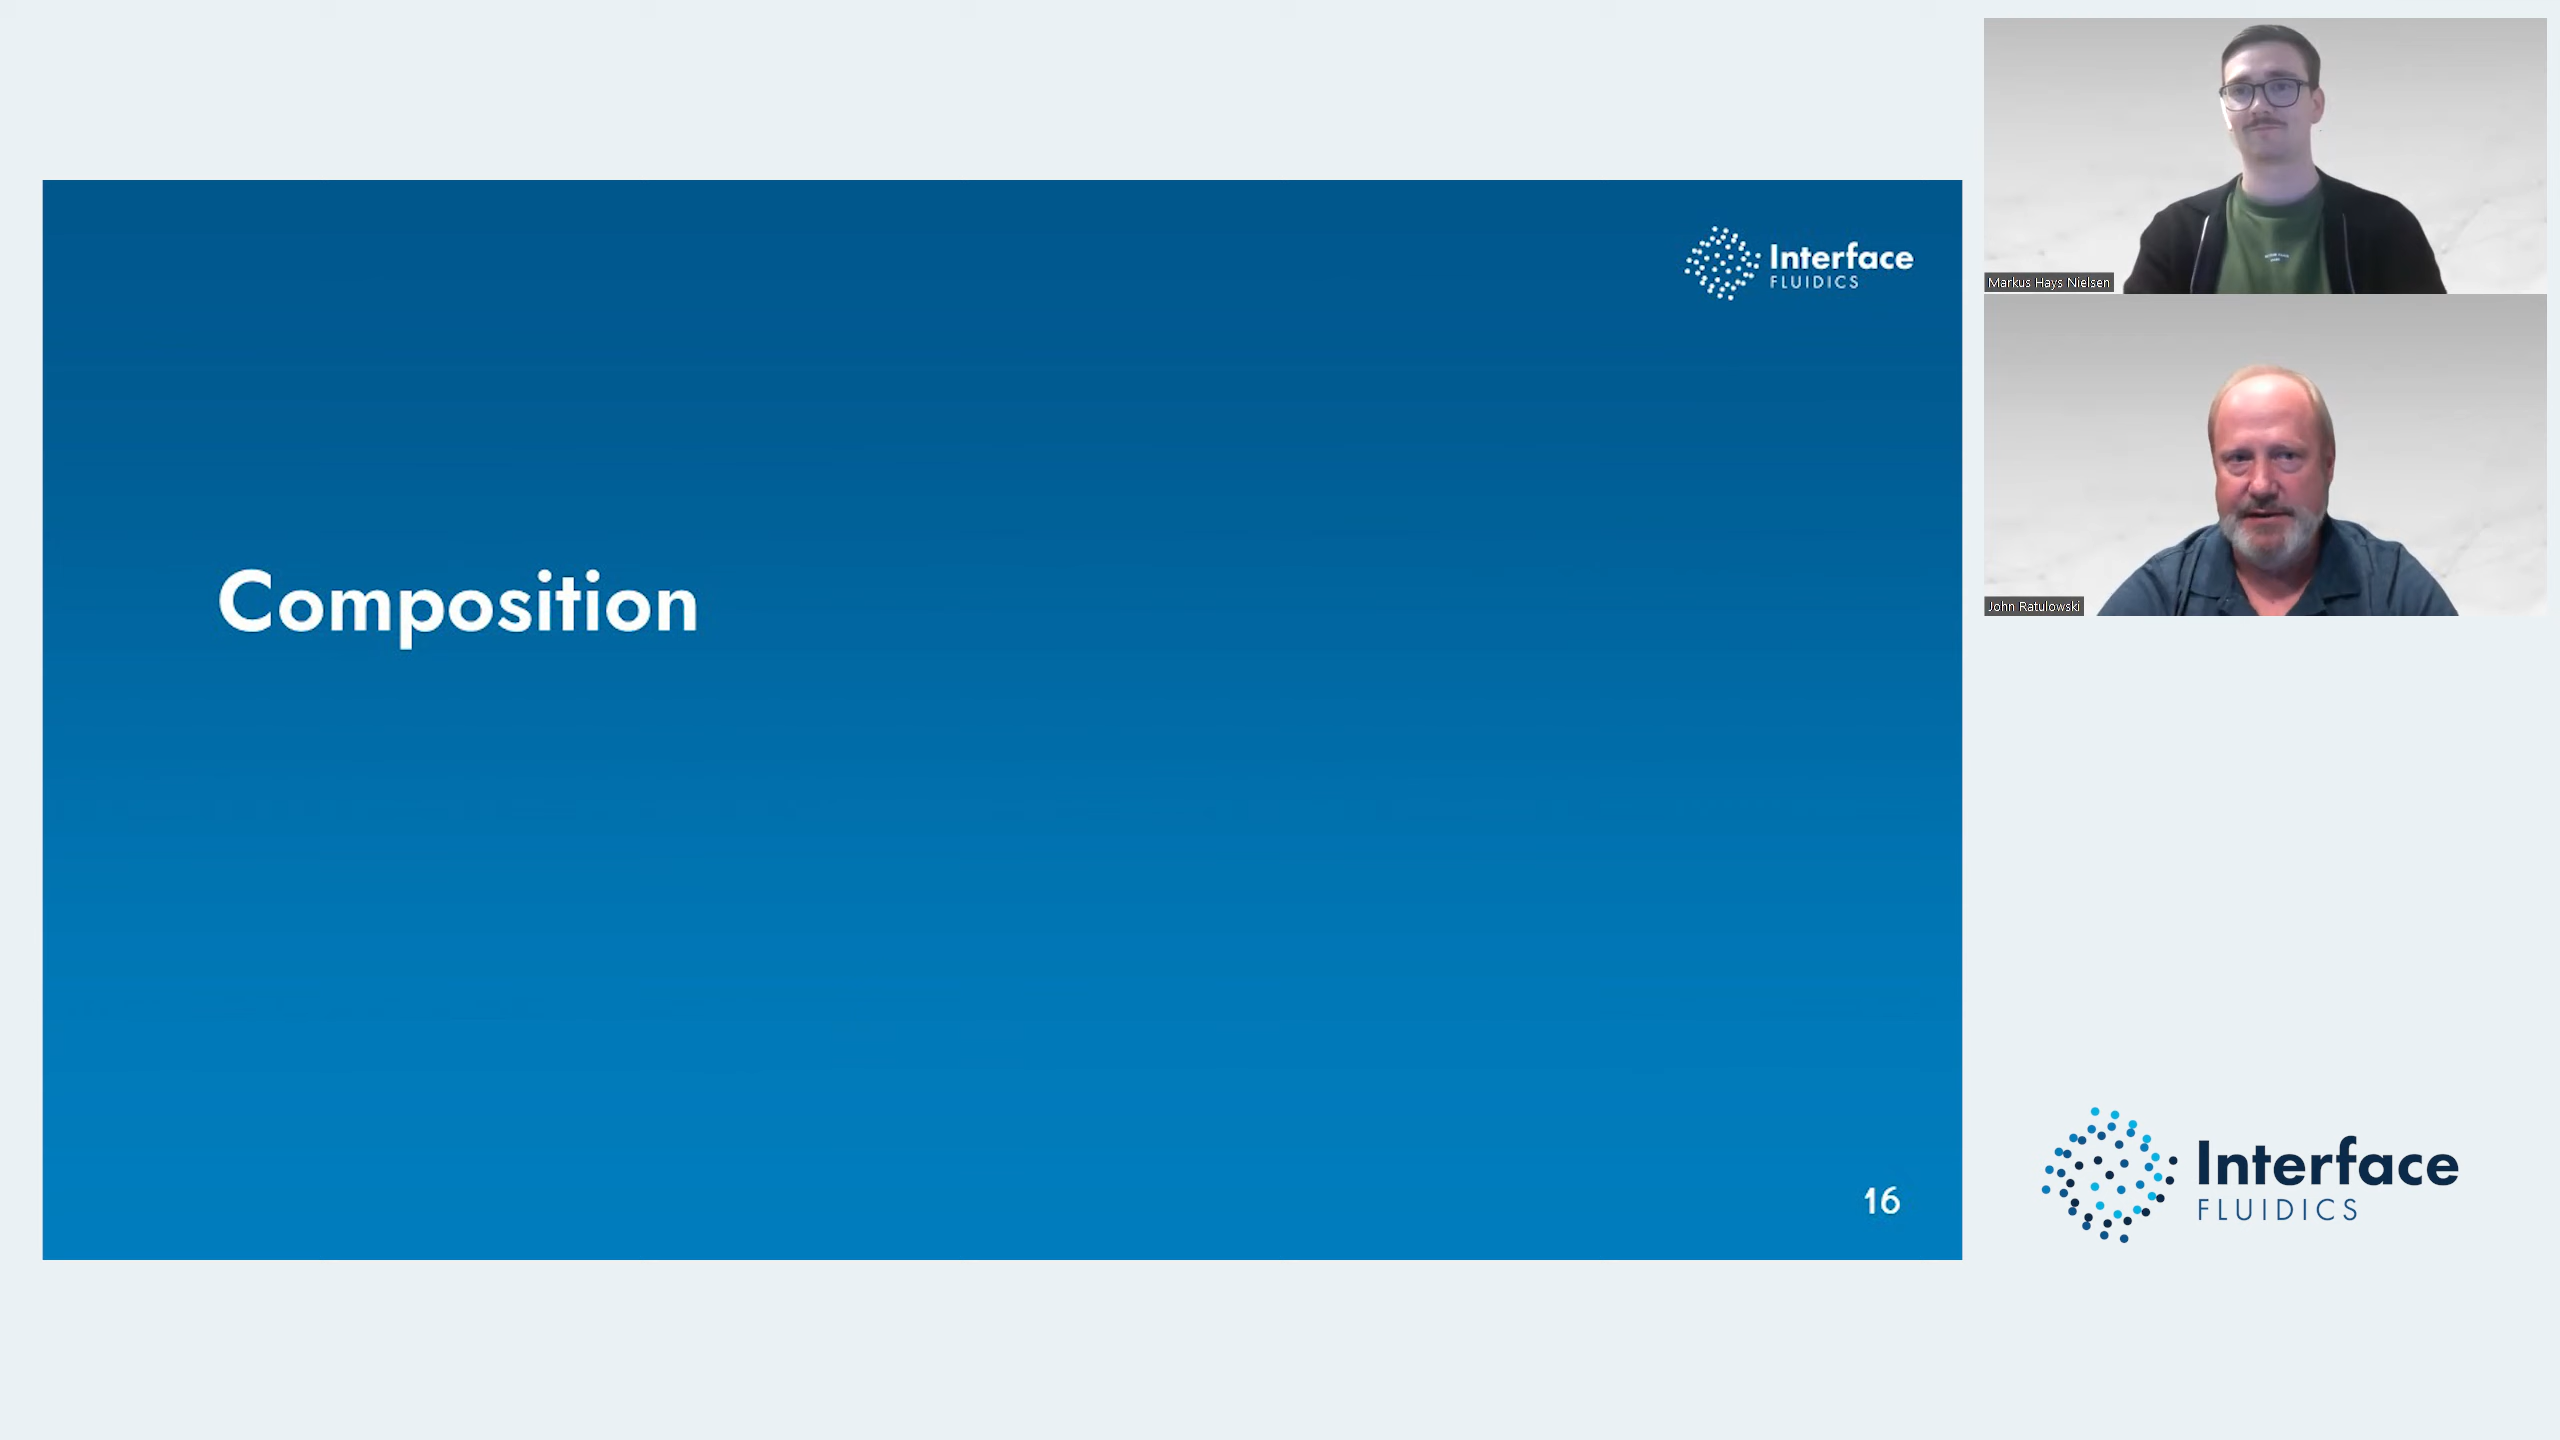 Interface
FLUIDICS
Composition
16
Markus Hays Nielsen
John Ratulowski
Interface
FLUIDICS